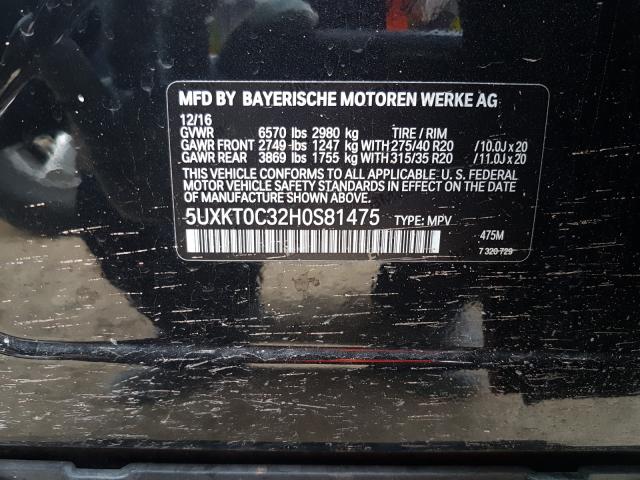 MFD BY BAYERISCHE MOTOREN WERKE AG
12/16
GVWR 6570 lbs 2980 kg TIRE / RIM
GAWR FRONT 2749 lbs 1247 kg WITH 275/40 R20 /10.0J x 20
GAWR REAR 3869 lbs 1755 kg WITH 315/35 R20 /11.0J x 20
THIS VEHICLE CONFORMS TO ALL APPLICABLE U. S. FEDERAL
MOTOR VEHICLE SAFETY STANDARDS IN EFFECT ON THE DATE
OF MANUFACTURE SHOWN ABOVE.
5UXKT0C32H0S81475 TYPE: MPV
475M
7 320 729